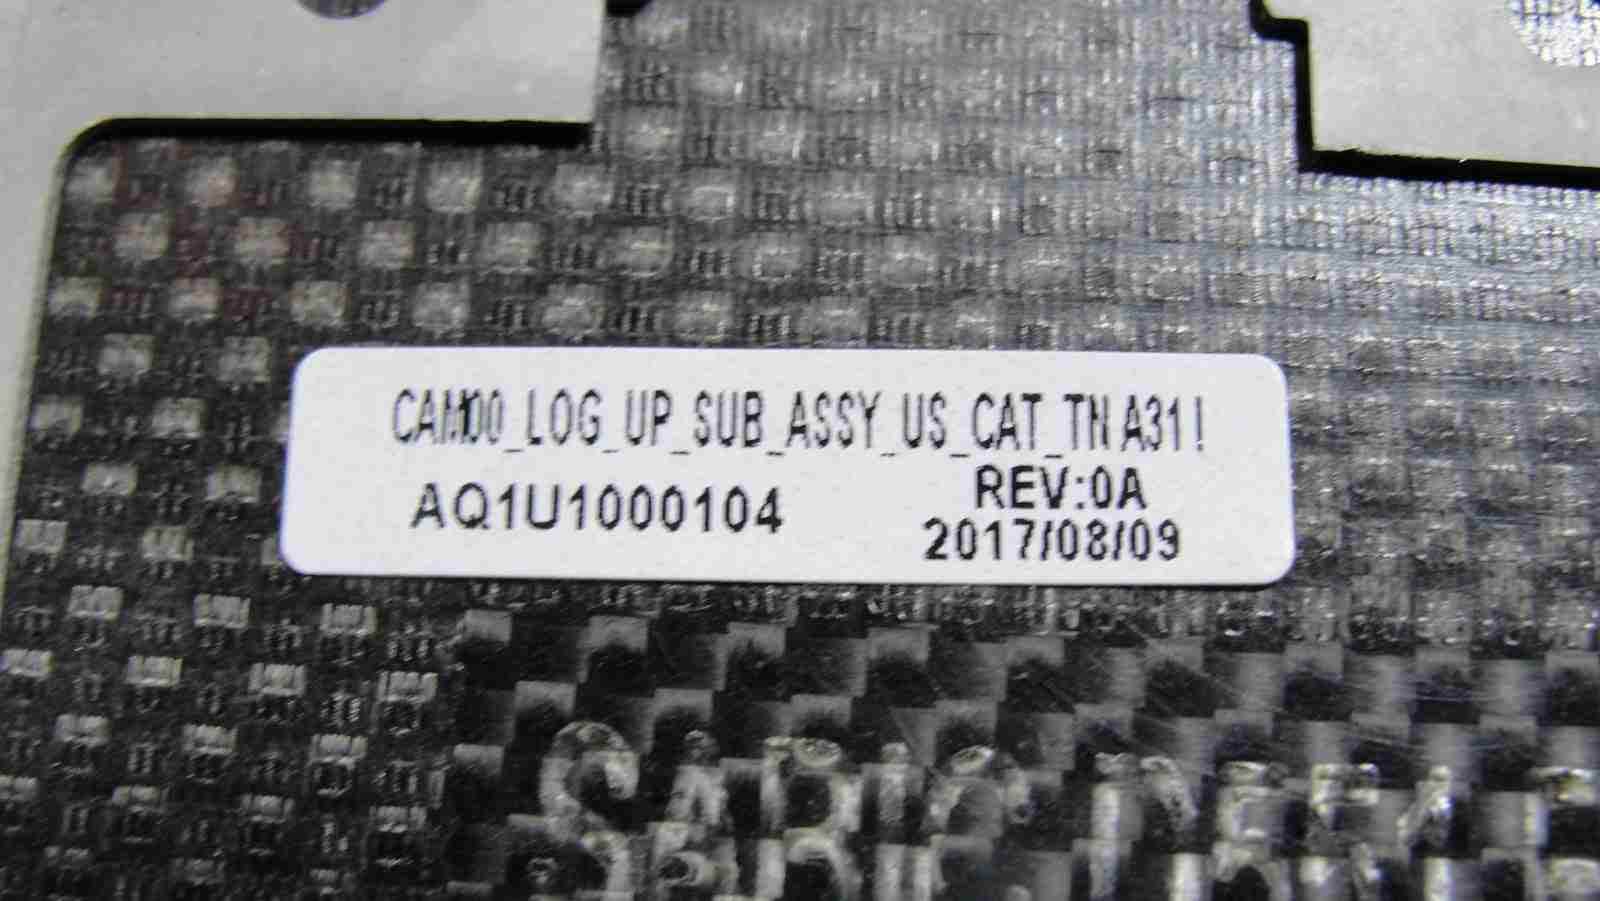 CAM00_LOG_UP_SUB_ASSY_US_CAT_TN A31!
AQ1U1000104
REV:0A
2017/08/09